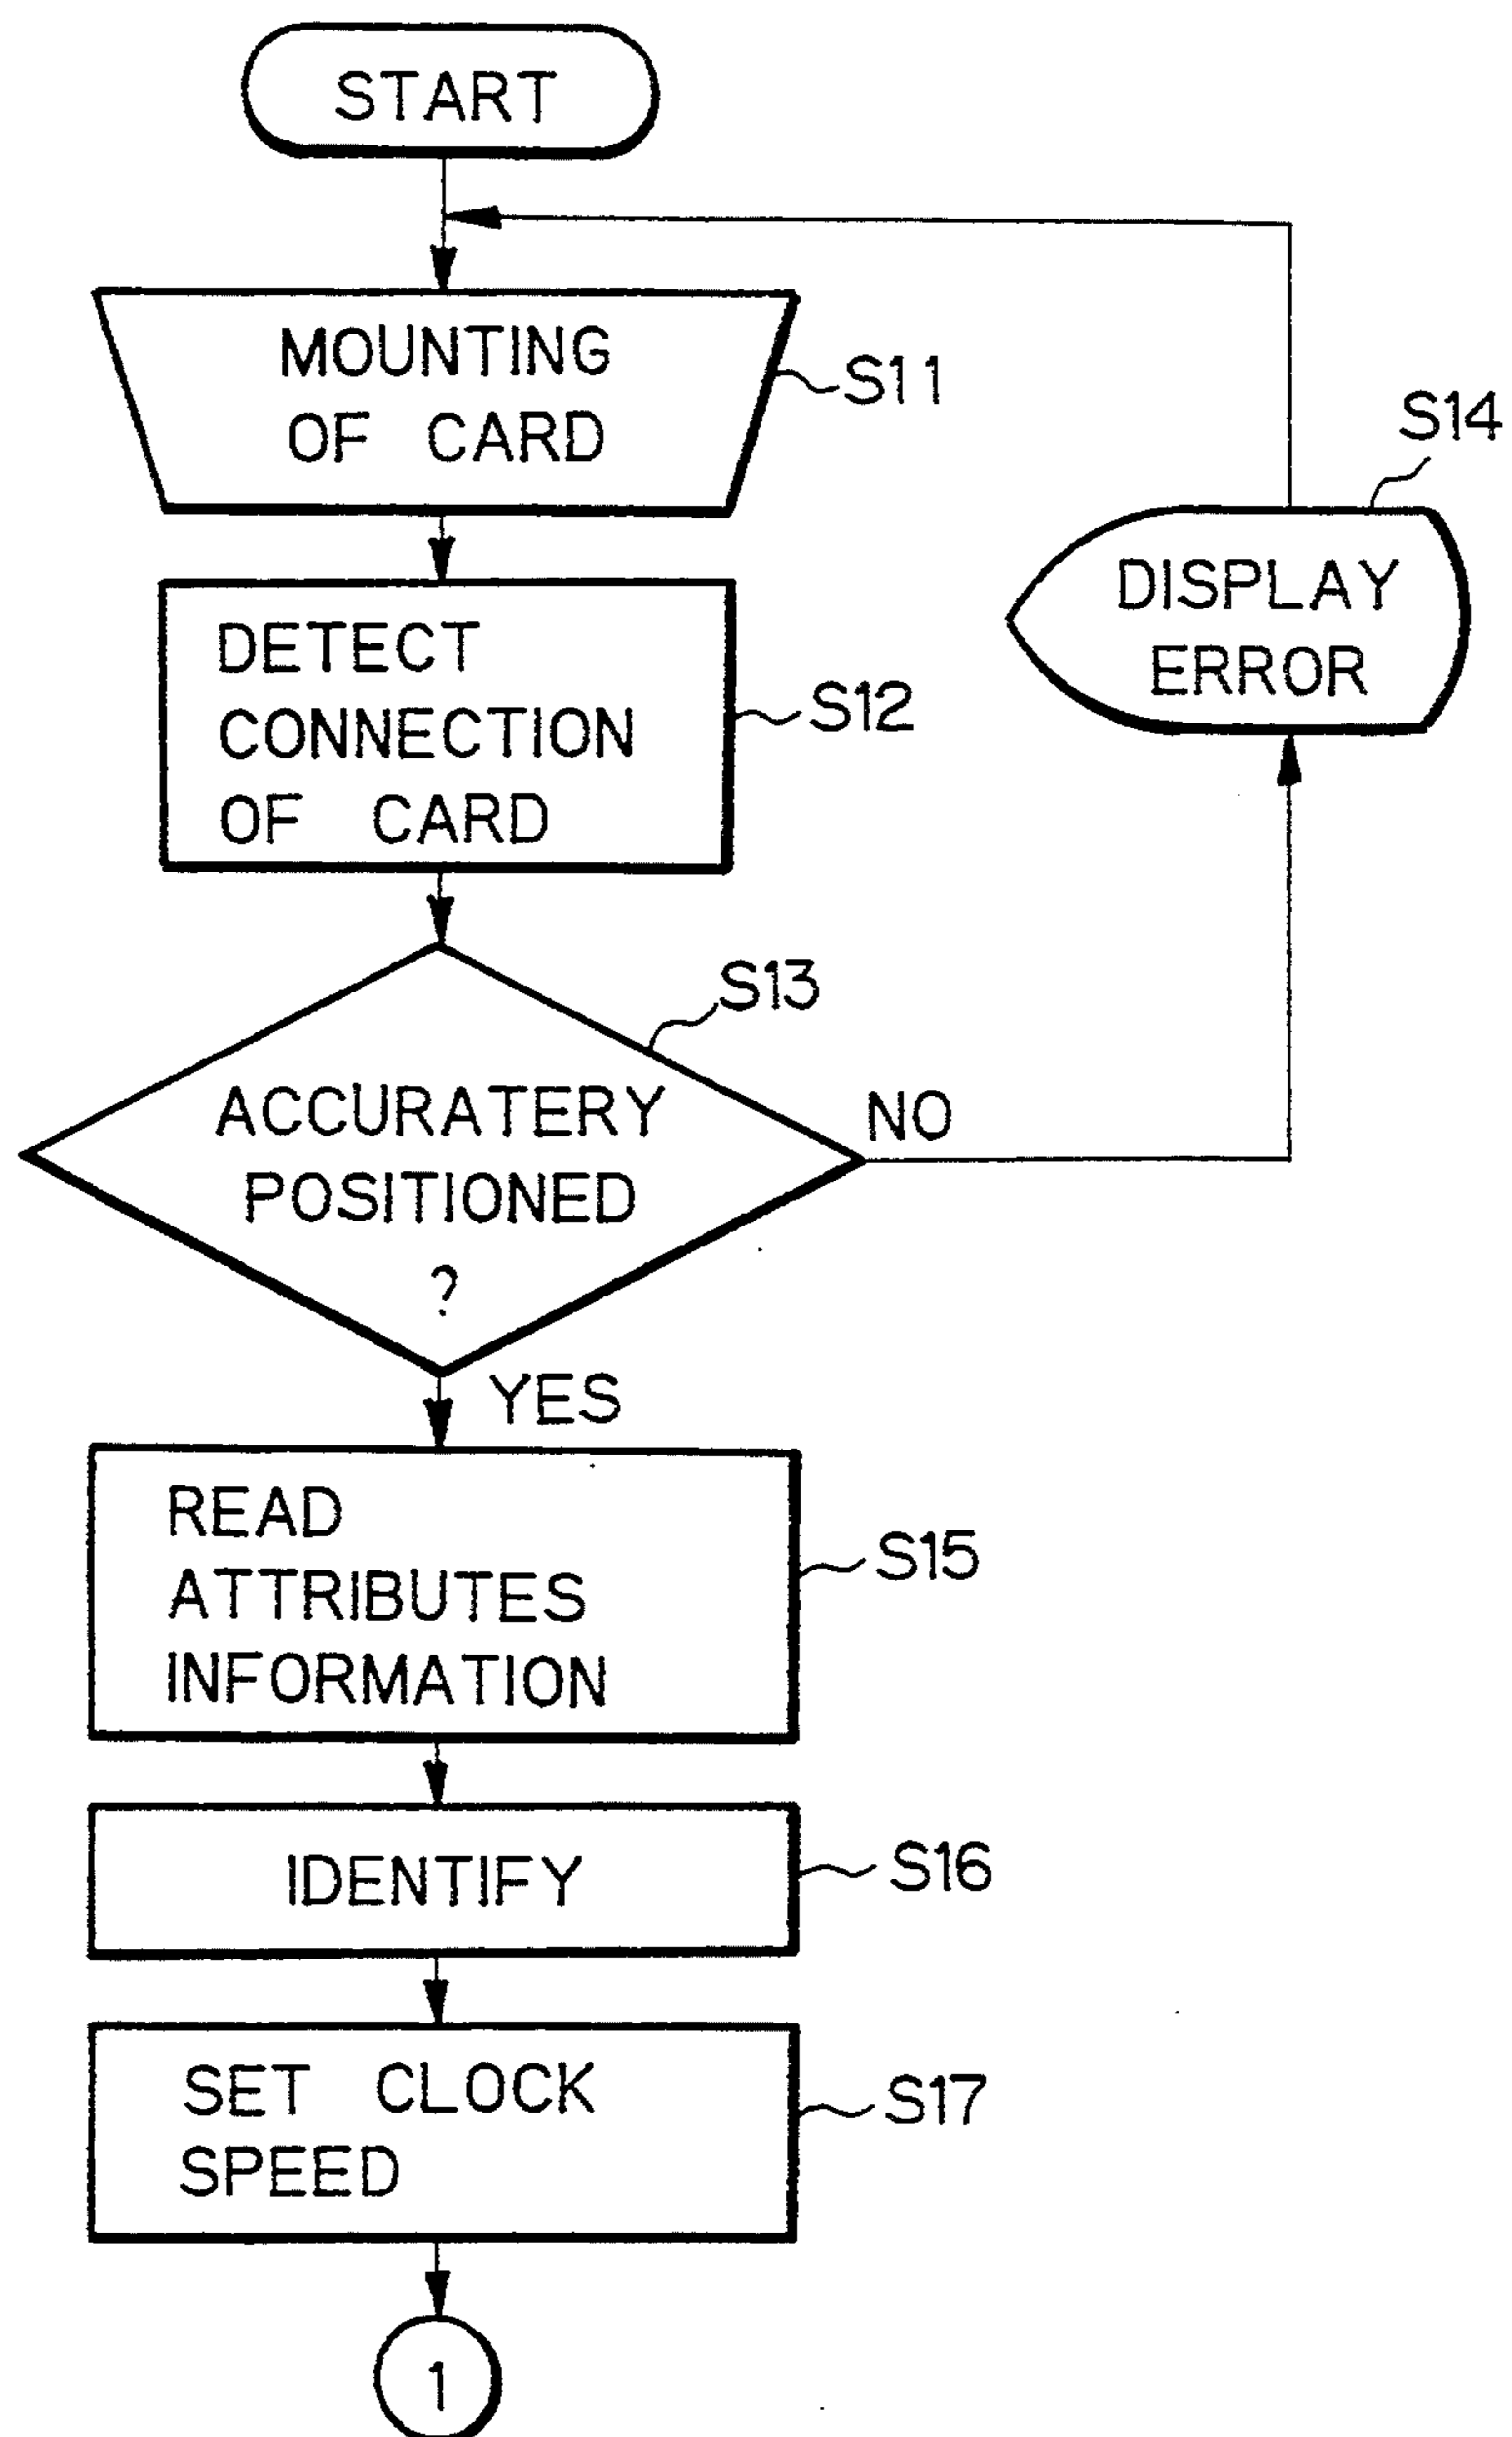 START
MOUNTING
OF CARD
S11
S14
DISPLAY
ERROR
DETECT
CONNECTION
OF CARD
S12
S13
ACCURATERY
POSITIONED
?
NO
YES
READ
ATTRIBUTES
INFORMATION
S15
IDENTIFY
S16
SET CLOCK
SPEED
S17
1